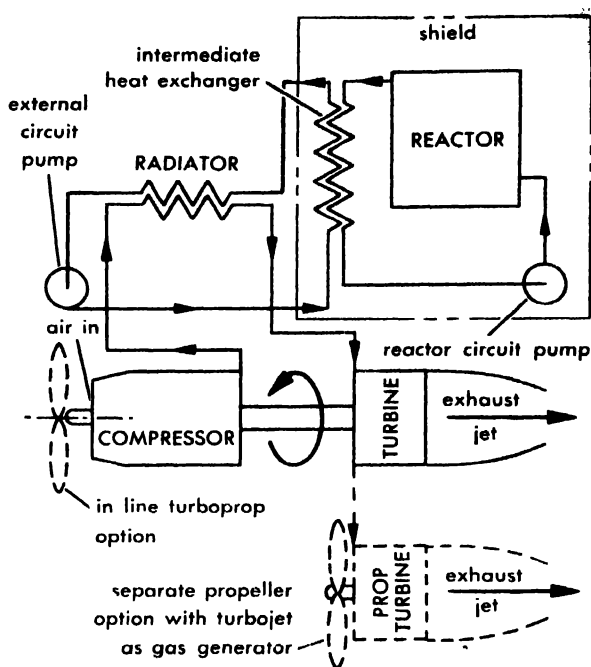 shield
intermediate
heat exchanger
external
circuit
pump
RADIATOR
REACTOR
air in
reactor circuit pump
COMPRESSOR
TURBINE
exhaust
jet
in line turboprop
option
separate propeller
option with turbojet
as gas generator
PROP
TURBINE
exhaust
jet